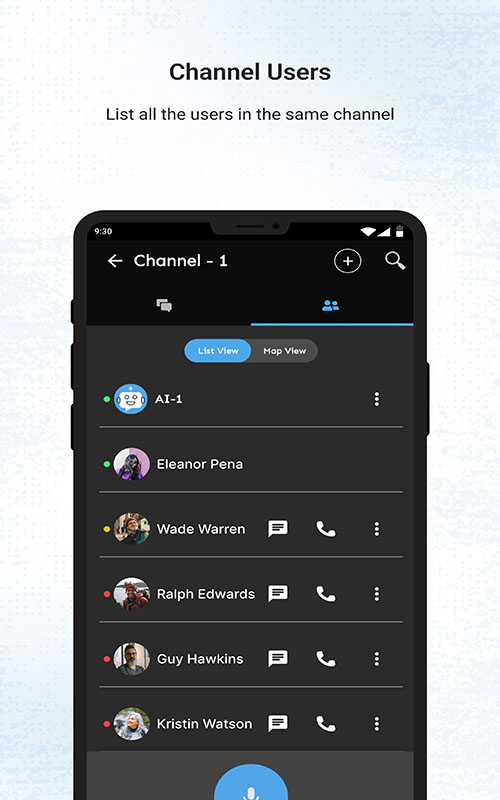 Channel Users
List all the users in the same channel
9:30
Channel - 1
List View
Map View
AI-1
Eleanor Pena
Wade Warren
Ralph Edwards
Guy Hawkins
Kristin Watson